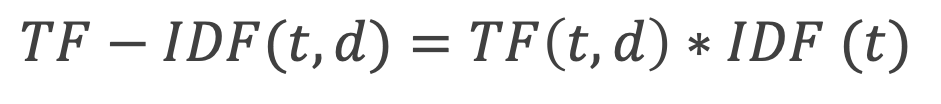 TF − IDF(t, d) = TF(t, d) ∗ IDF (t)